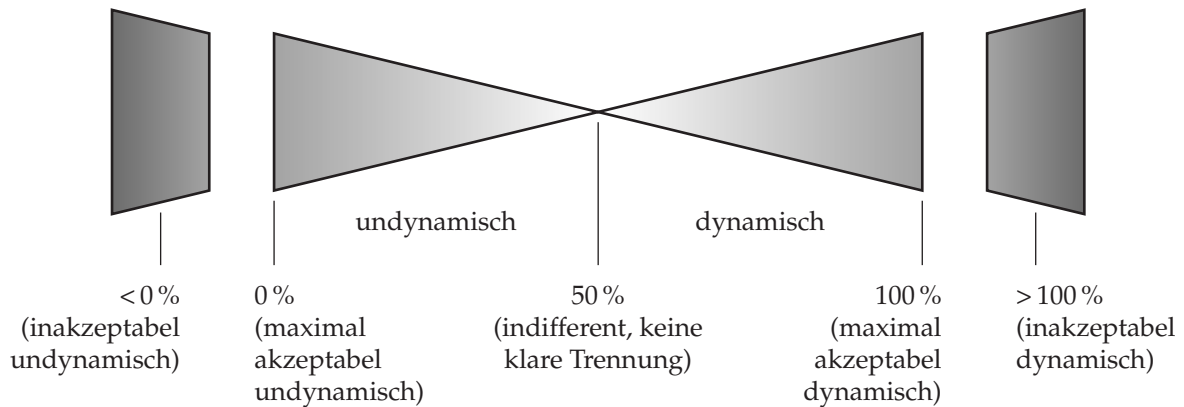 undynamisch
dynamisch
< 0 %
(inakzeptabel
undynamisch)
0 %
(maximal
akzeptabel
undynamisch)
50 %
(indifferent, keine
klare Trennung)
100 %
(maximal
akzeptabel
dynamisch)
> 100 %
(inakzeptabel
dynamisch)